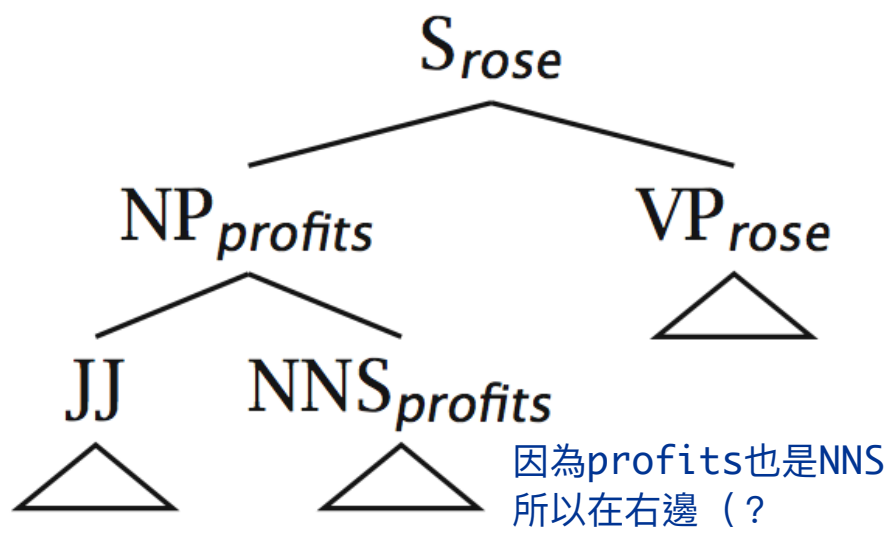 Srose
NPprofits VProse
JJ NNSprofits
因為profits也是NNS
所以在右邊（?